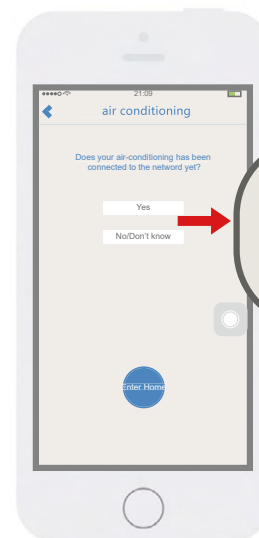 21:09
air conditioning
Does your air-conditioning has been
connected to the netword yet?
Yes
No/Don't know
Enter Home